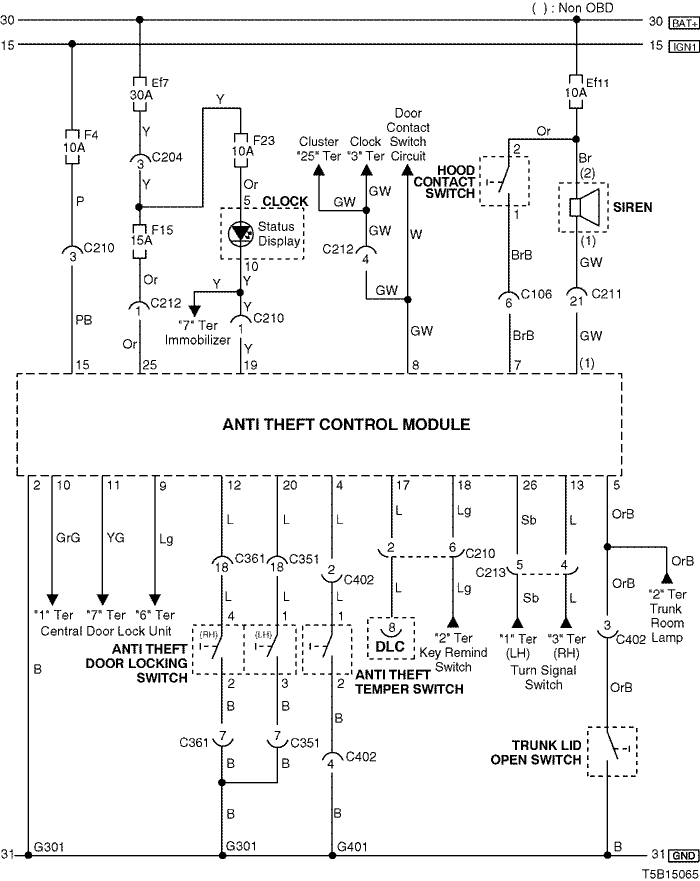 ( ) : Non OBD
30 30 BAT+
15 15 IGN1
Ef7
30A
Ef11
10A
F4
10A
Y
Y
C204
3
F23
10A
Door
Contact
Switch
Circuit
Cluster
"25" Ter
Clock
"3" Ter
Or
2
HOOD
CONTACT
SWITCH
1
Br
(2)
SIREN
(1)
P
Y
Or
5
CLOCK
Status
Display
10
GW
GW
GW
W
F15
15A
C210
3
C212
4
GW
BrB
GW
Or
Y
Y
"7" Ter
Immobilizer
C212
1
C210
1
C106
6
C211
21
PB
Or
Y
GW
BrB
GW
15 25 19 8 7 (1)
ANTI THEFT CONTROL MODULE
2 10 11 9 12 20 4 17 18 26 13 5
GrG YG Lg L L L L Lg Sb L OrB
C361
18
C351
18
2
C402
2 6 C210
C213 5 4
OrB
OrB
"2" Ter
Trunk
Room
Lamp
L L L L Lg Sb L
"1" Ter "7" Ter "6" Ter
Central Door Lock Unit
4 1 1
8
DLC
"2" Ter
Key Remind
Switch
"1" Ter
(LH)
"3" Ter
(RH)
Turn Signal
Switch
3
C402
(RH) (LH)
ANTI THEFT
DOOR LOCKING
SWITCH
2 3 2
ANTI THEFT
TEMPER SWITCH
B
B B B
OrB
C361 7
7 C351
C402
4
TRUNK LID
OPEN SWITCH
B B
B B
31 G301 G301 G401 B 31 GND
T5B15065